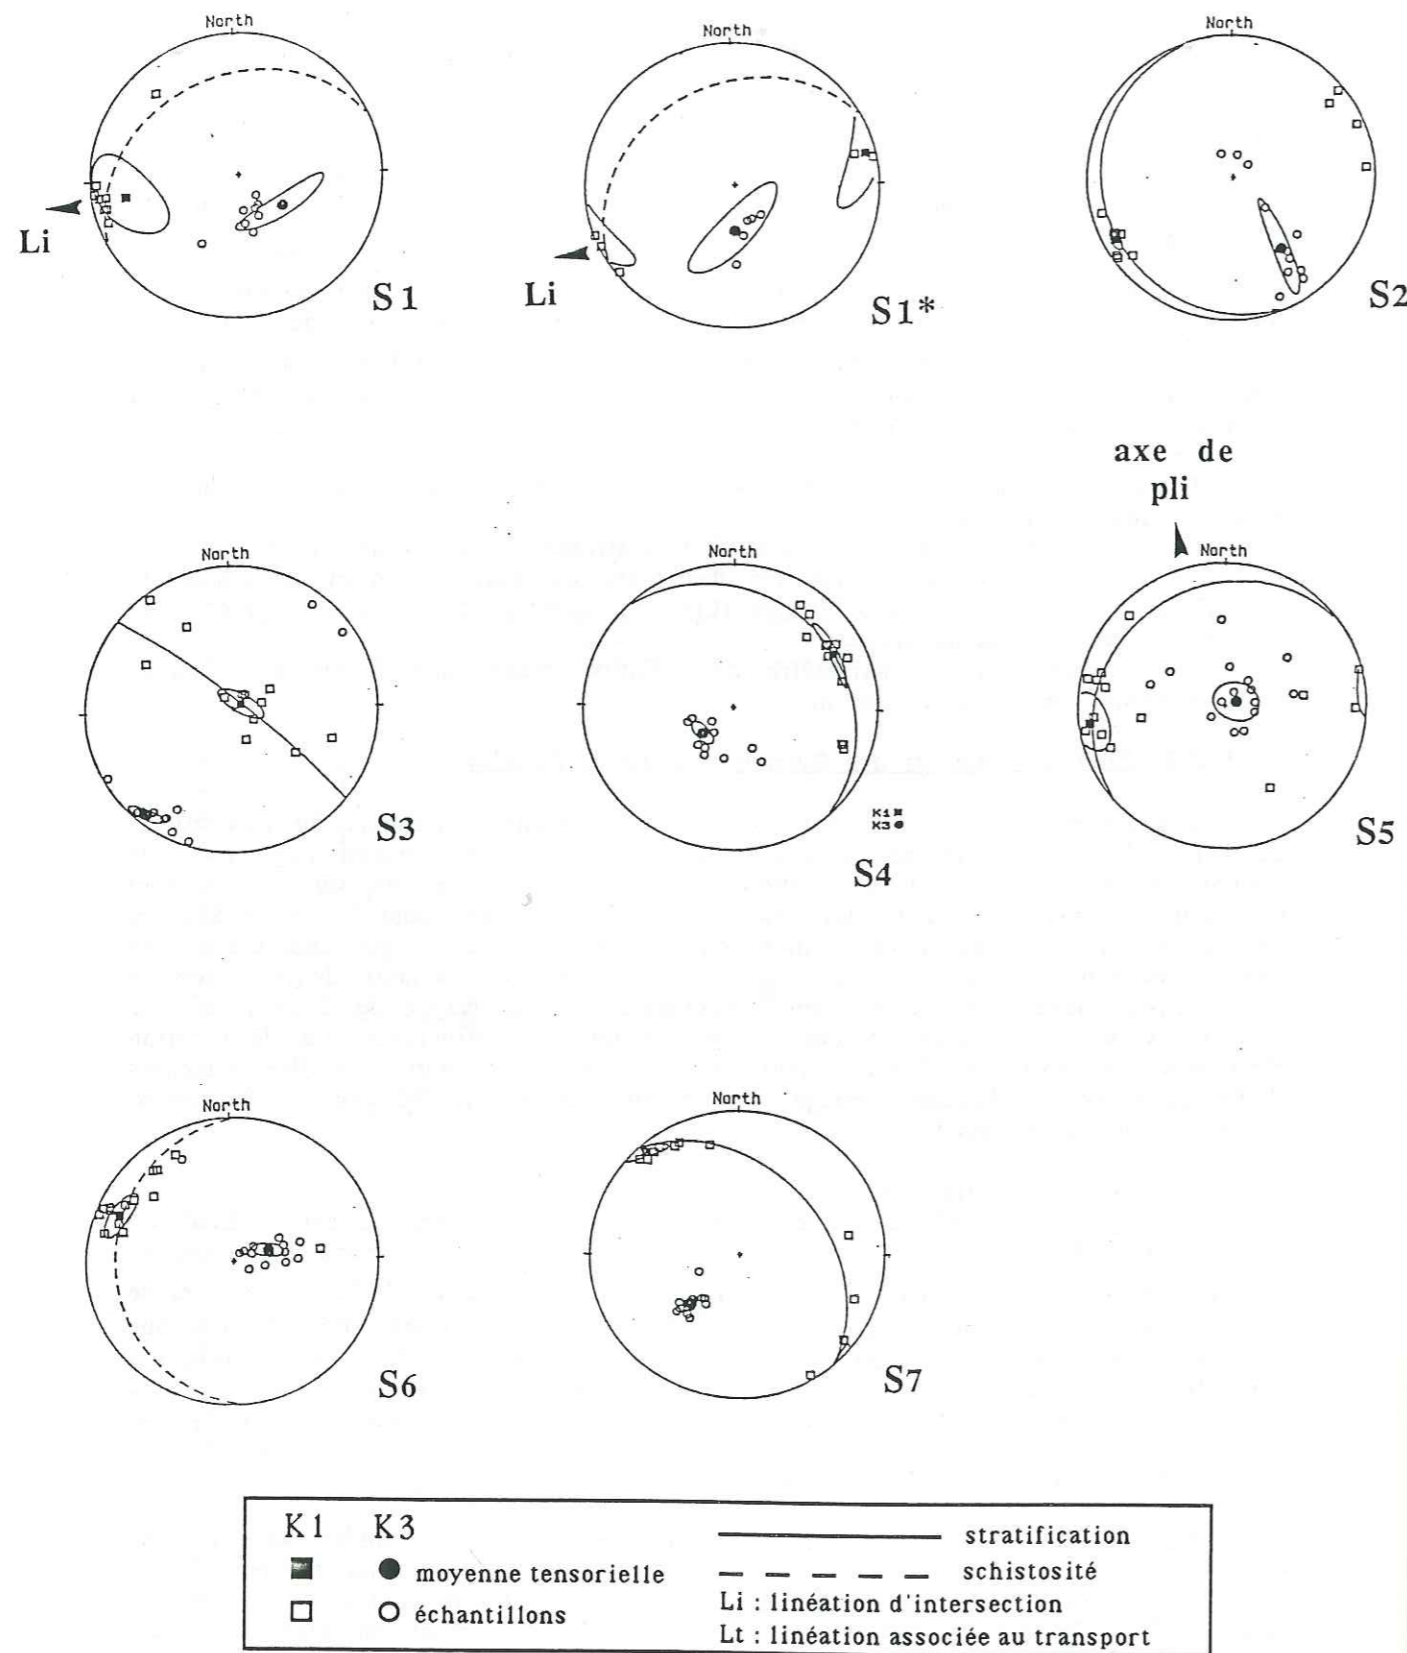 North
North
North
Li
S1
Li
S1*
S2
axe de
pli
North
North
North
S3
K1
K3
S4
S5
North
North
S6
S7
K1 K3
moyenne tensorielle
échantillons
stratification
schistosité
Li : linéation d'intersection
Lt : linéation associée au transport